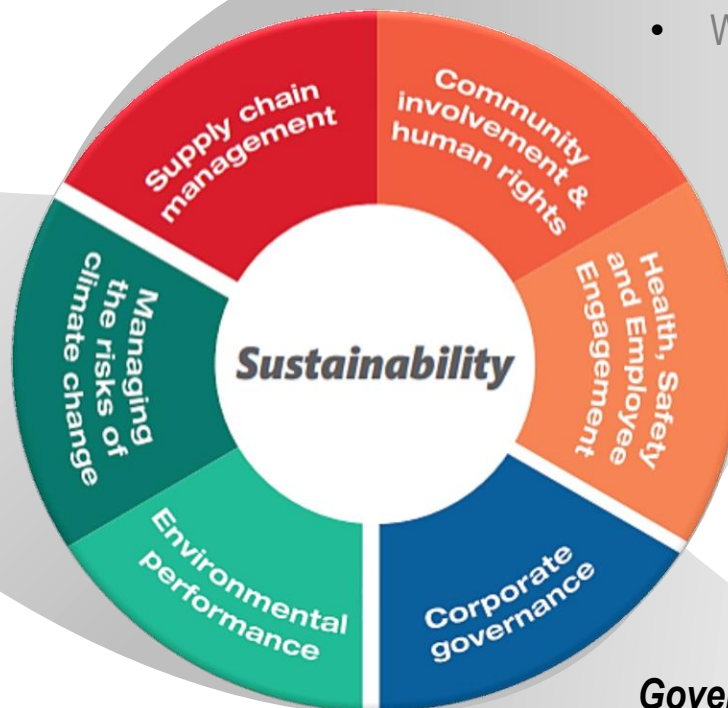 • W
Supply chain
management
Community
involvement &
human rights
Health, Safety
and Employee
Engagement
Managing
the risks of
climate change
Sustainability
Environmental
performance
Corporate
governance
Gover